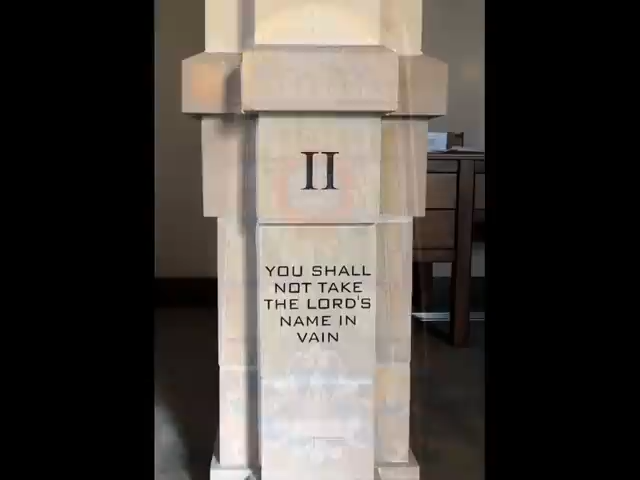 II
YOU SHALL
NOT TAKE
THE LORD'S
NAME IN
VAIN